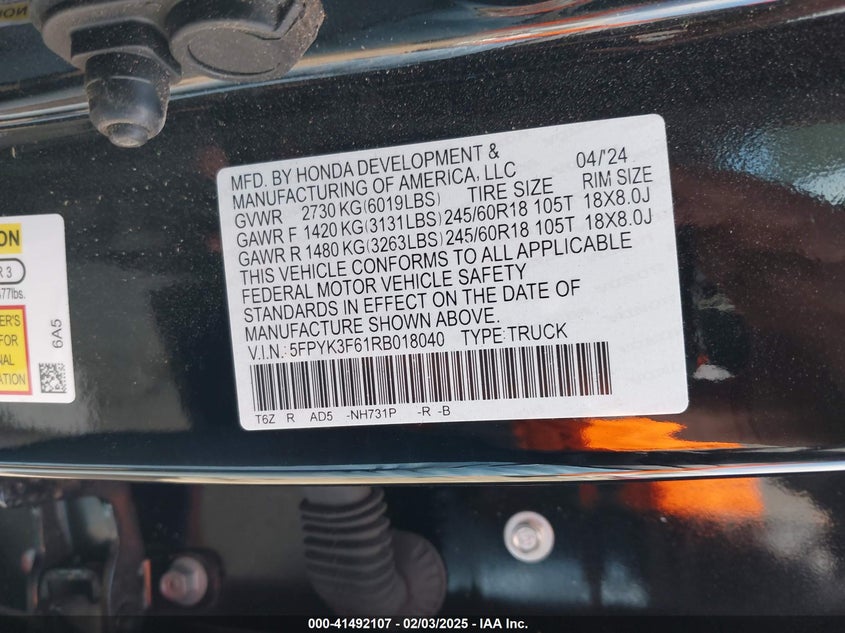 MFD. BY HONDA DEVELOPMENT & 04/'24
MANUFACTURING OF AMERICA, LLC
GVWR 2730 KG(6019LBS) TIRE SIZE RIM SIZE
GAWR F 1420 KG(3131LBS) 245/60R18 105T 18X8.0J
GAWR R 1480 KG(3263LBS) 245/60R18 105T 18X8.0J
THIS VEHICLE CONFORMS TO ALL APPLICABLE
FEDERAL MOTOR VEHICLE SAFETY
STANDARDS IN EFFECT ON THE DATE OF
MANUFACTURE SHOWN ABOVE.
V.I.N.: 5FPYK3F61RB018040 TYPE:TRUCK
T6Z R AD5 -NH731P -R -B
R 3
77lbs.
FOR
6A5
000-41492107 — 02/03/2025 — IAA Inc.